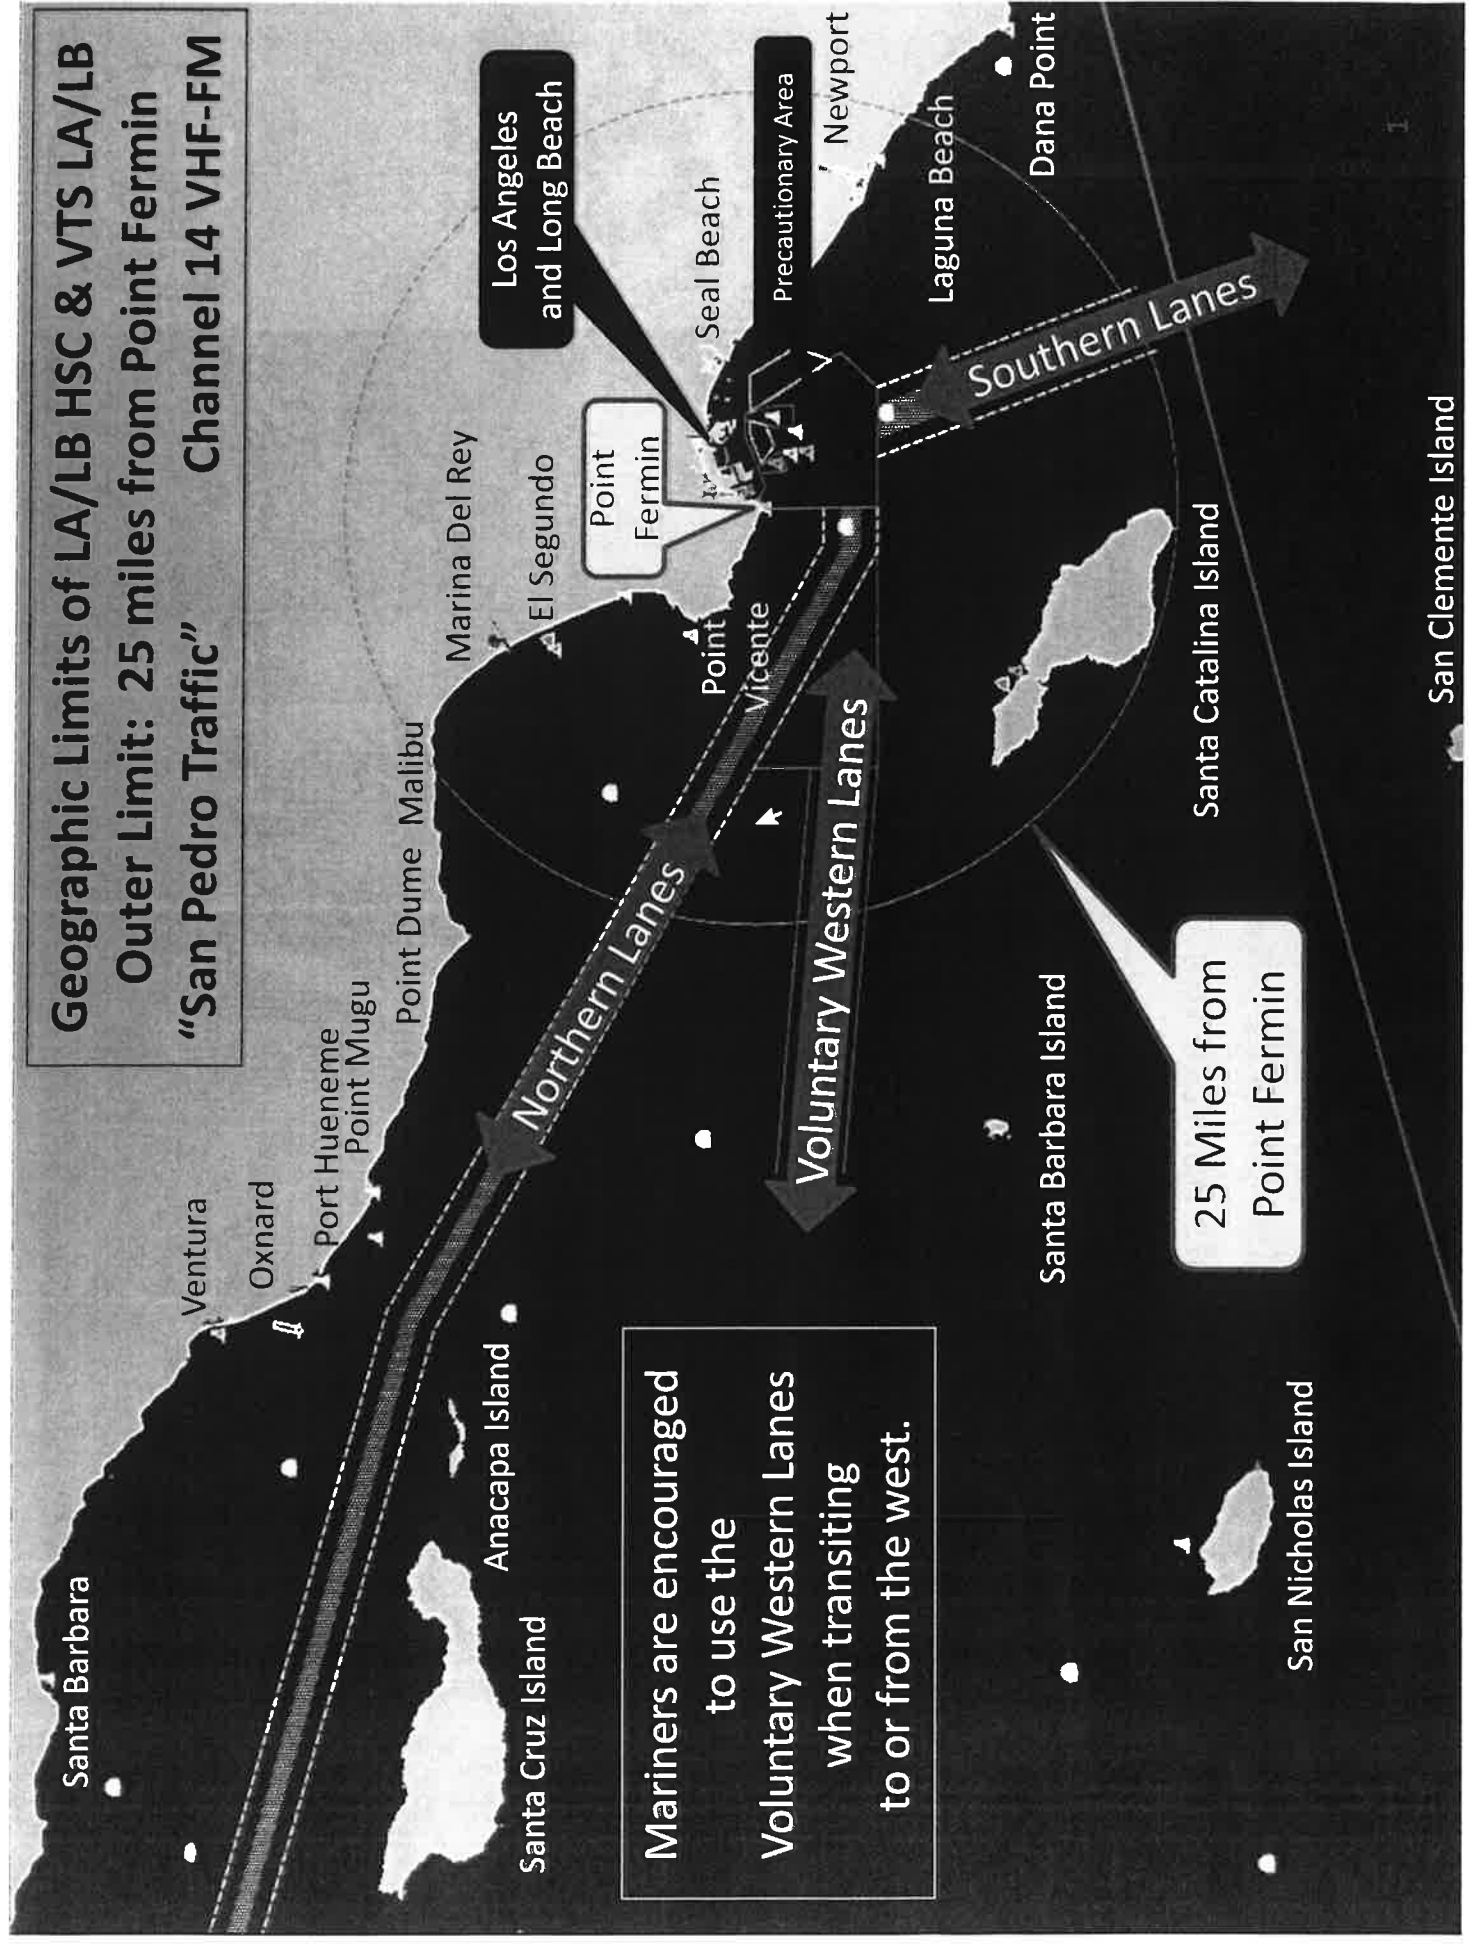 Geographic Limits of LA/LB HSC & VTS LA/LB
Outer Limit:  25 miles from Point Fermin
“San Pedro Traffic”          Channel 14 VHF-FM
Santa Barbara
Ventura
Oxnard
Port Hueneme
Point Mugu
Point Dume
Malibu
Marina Del Rey
El Segundo
Point
Fermin
Los Angeles
and Long Beach
Seal Beach
Precautionary Area
Newport
Laguna Beach
Dana Point
Point
Vicente
Northern Lanes
Voluntary Western Lanes
Southern Lanes
Santa Cruz Island
Anacapa Island
Mariners are encouraged
to use the
Voluntary Western Lanes
when transiting
to or from the west.
Santa Barbara Island
Santa Catalina Island
25 Miles from
Point Fermin
San Nicholas Island
San Clemente Island
1